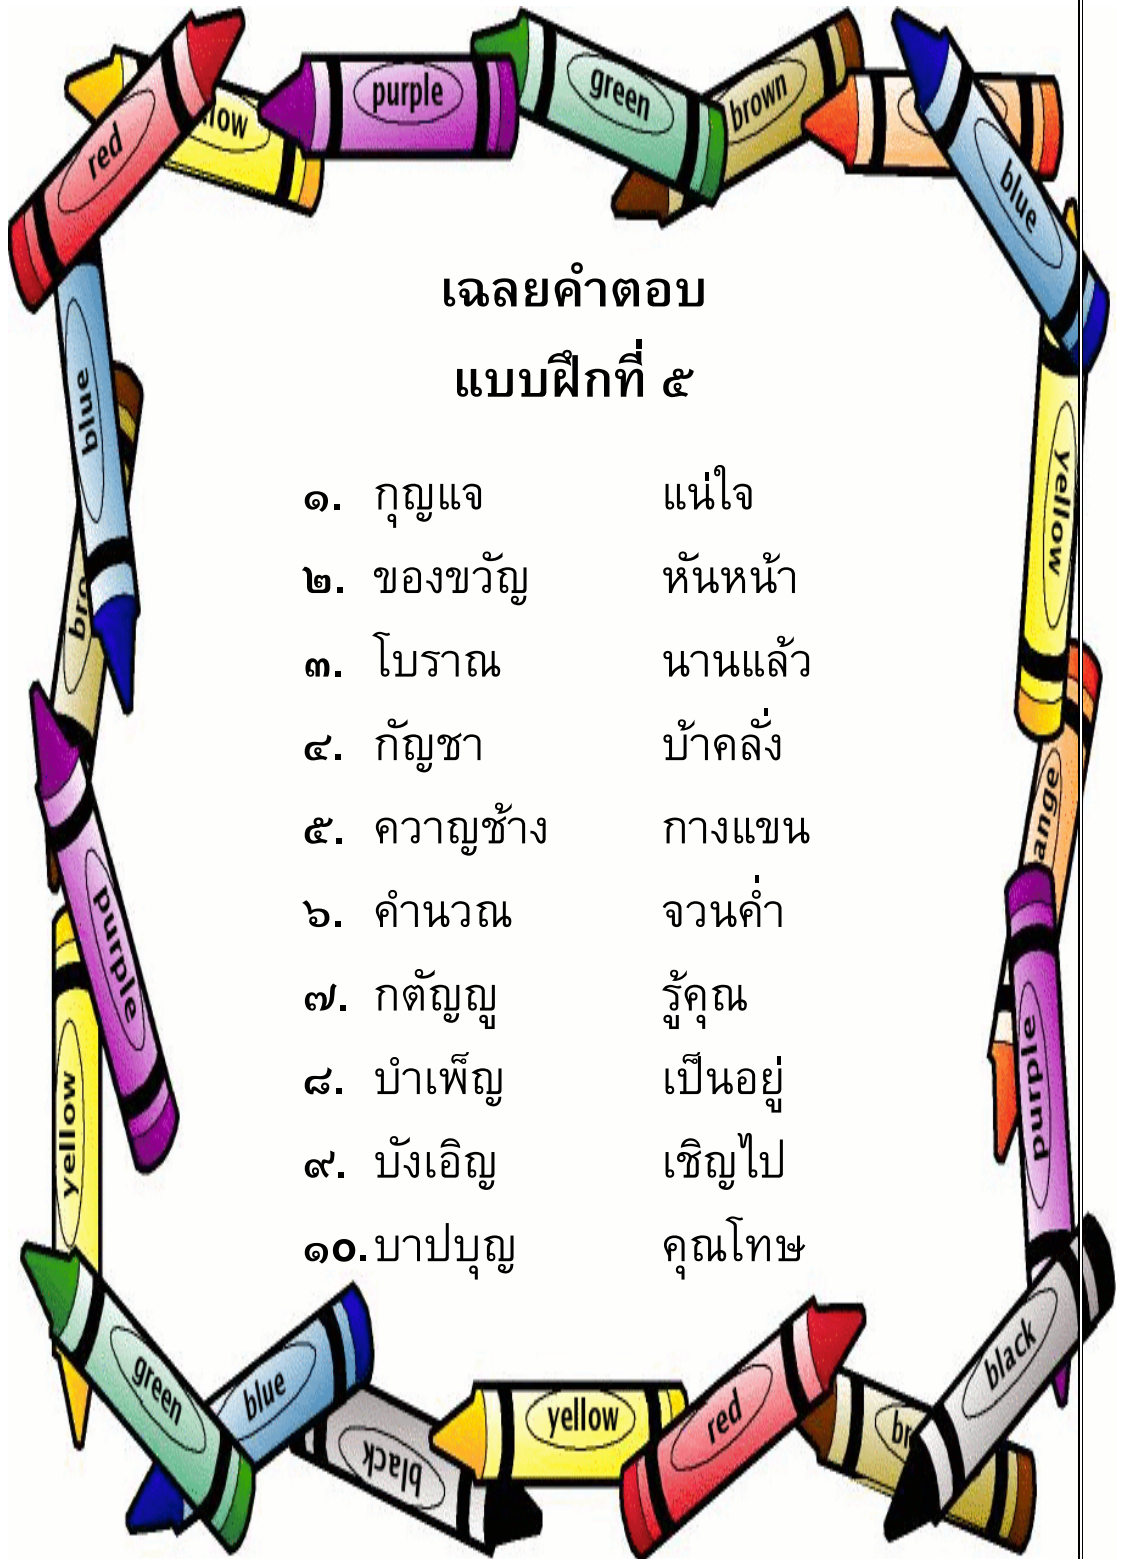 red
low
purple
green
brown
blue
เฉลยคำตอบ
แบบฝึกที่ ๕
๑. กุญแจ แน่ใจ
๒. ของขวัญ หันหน้า
๓. โบราณ นานแล้ว
๔. กัญชา บ้าคลั่ง
๕. ควาญช้าง กางแขน
๖. คำนวณ จวนค่ำ
๗. กตัญญู รู้คุณ
๘. บำเพ็ญ เป็นอยู่
๙. บังเอิญ เชิญไป
๑๐. บาปบุญ คุณโทษ
blue
bro
purple
yellow
yellow
ange
purple
green
blue
black
yellow
red
br
black